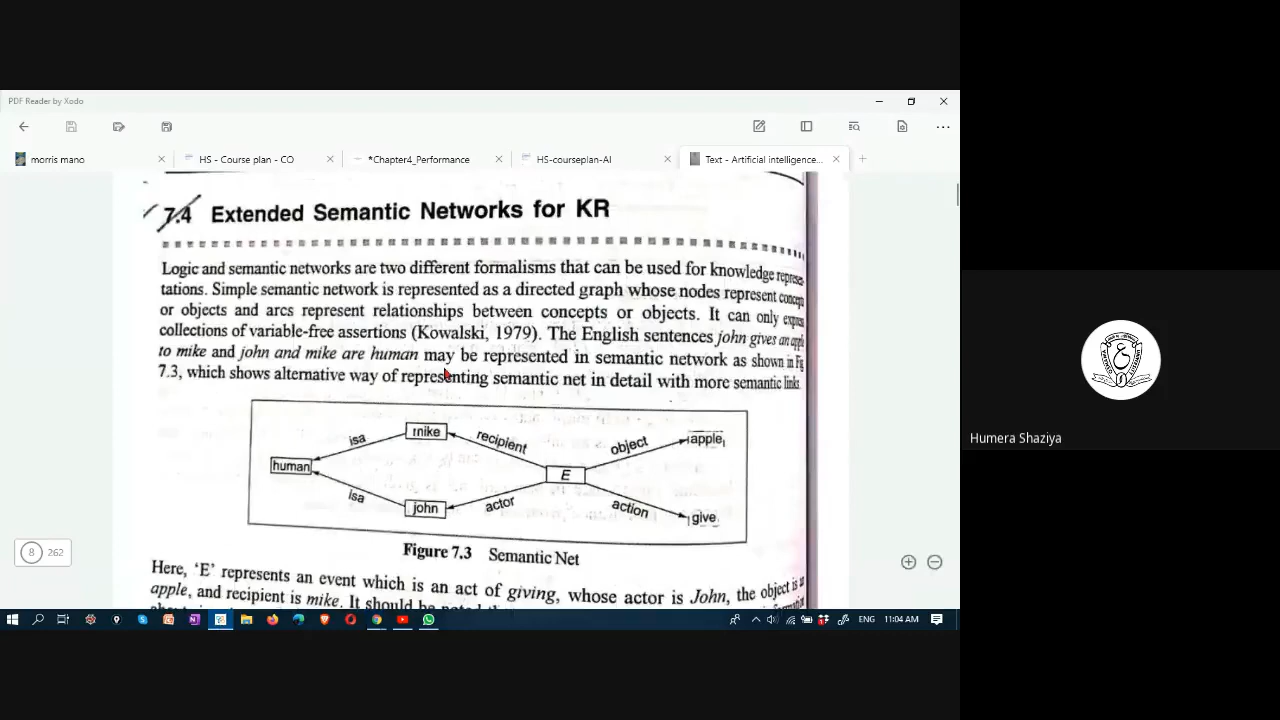 PDF Reader by Xodo
morris mano
HS - Course plan - CO
*Chapter4_Performance
HS-courseplan-AI
Text - Artificial intelligence...
7.4 Extended Semantic Networks for KR
Logic and semantic networks are two different formalisms that can be used for knowledge represen-
tations. Simple semantic network is represented as a directed graph whose nodes represent concepts
or objects and arcs represent relationships between concepts or objects. It can only express
collections of variable-free assertions (Kowalski, 1979). The English sentences john gives an apple
to mike and john and mike are human may be represented in semantic network as shown in Fig
7.3, which shows alternative way of representing semantic net in detail with more semantic links.
mike
isa
recipient
object
apple
human
E
isa
john
actor
action
give
Figure 7.3 Semantic Net
Here, 'E' represents an event which is an act of giving, whose actor is John, the object is an
apple, and recipient is mike. It should be
8 262
Humera Shaziya
ENG 11:04 AM